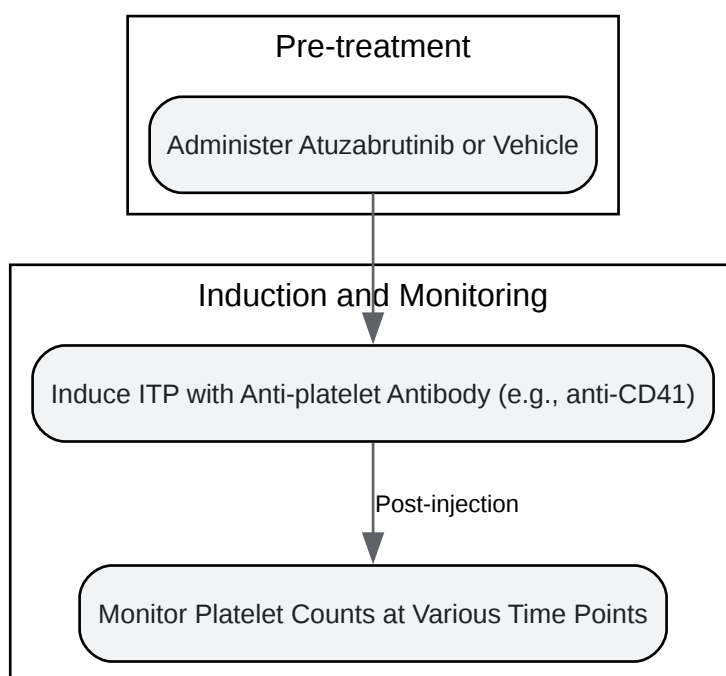 Pre-treatment
Administer Atuzabrutinib or Vehicle
Induction and Monitoring
Induce ITP with Anti-platelet Antibody (e.g., anti-CD41)
Post-injection
Monitor Platelet Counts at Various Time Points